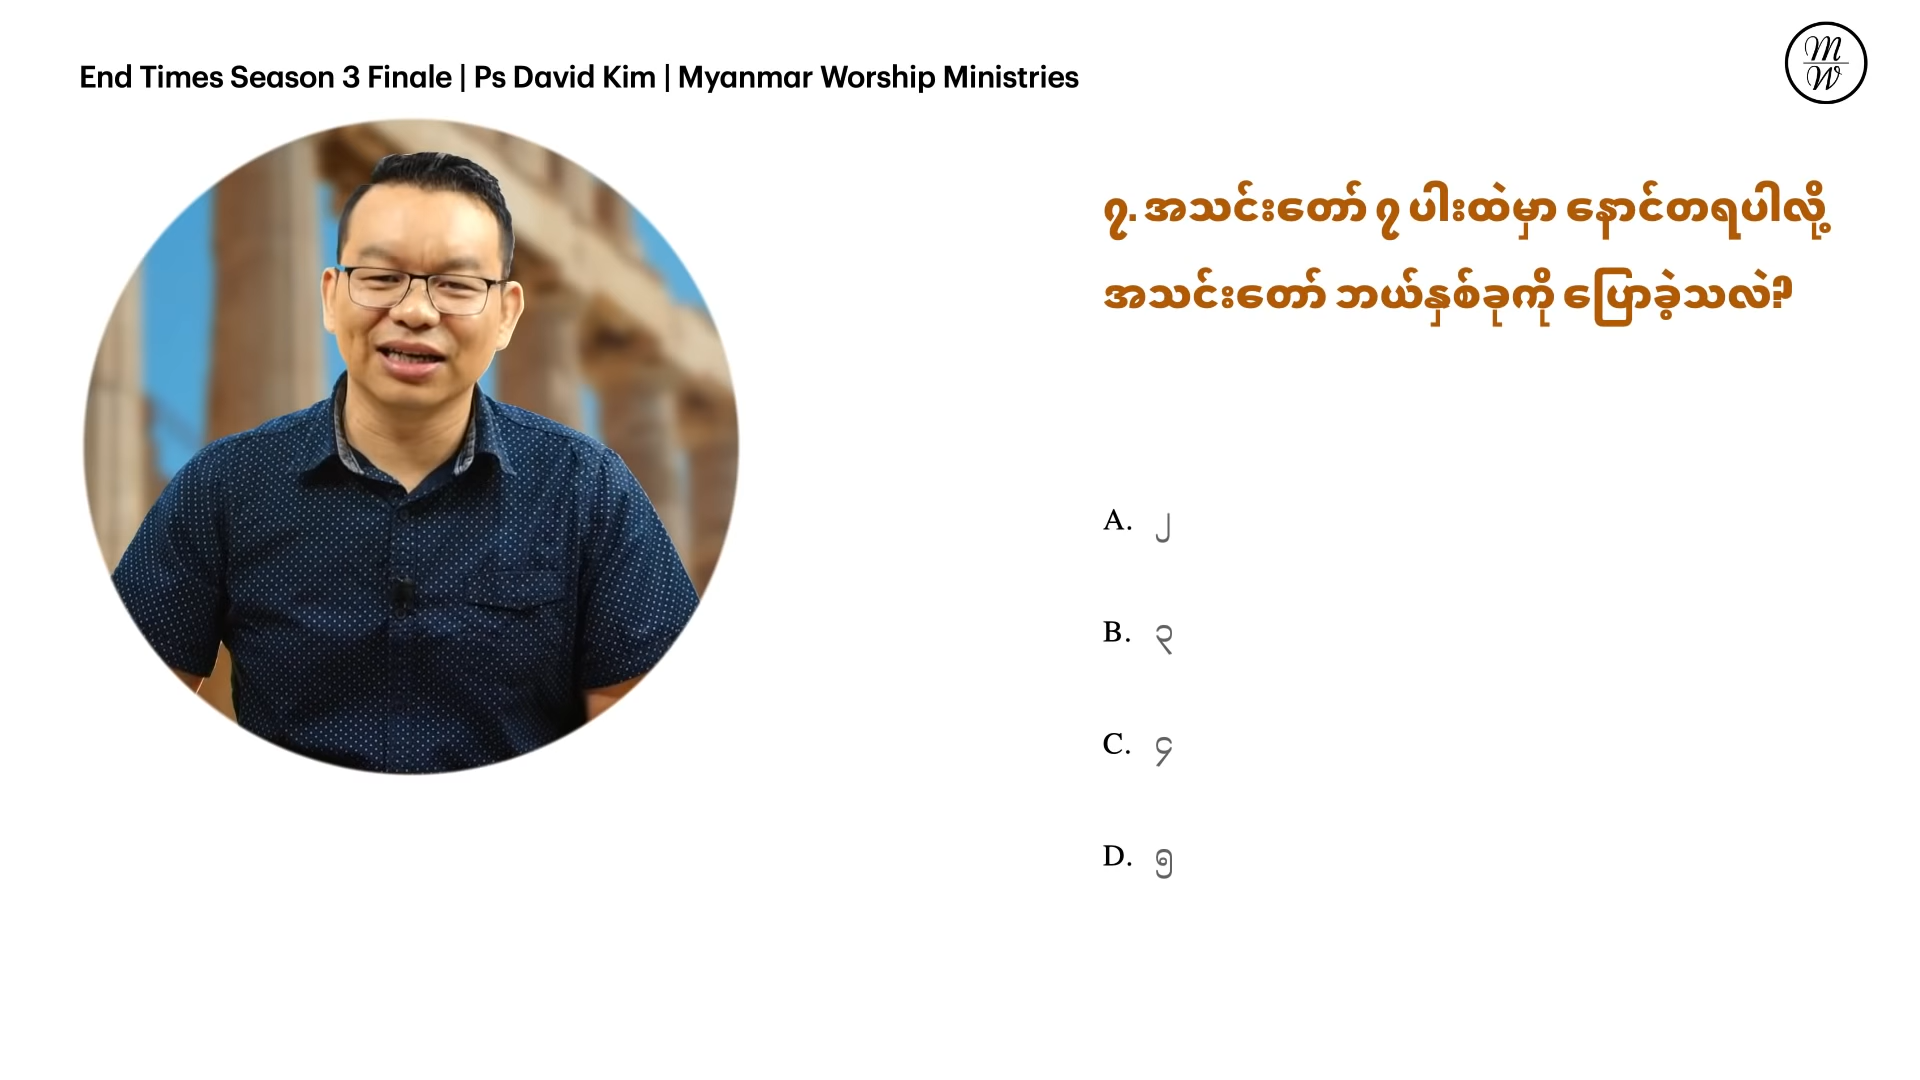 End Times Season 3 Finale | Ps David Kim | Myanmar Worship Ministries
M
W
၇. အသင်းတော် ၇ ပါးထဲမှာ နောင်တရပါလို့
အသင်းတော် ဘယ်နှစ်ခုကို ပြောခဲ့သလဲ?
A. ၂
B. ၃
C. ၄
D. ၅